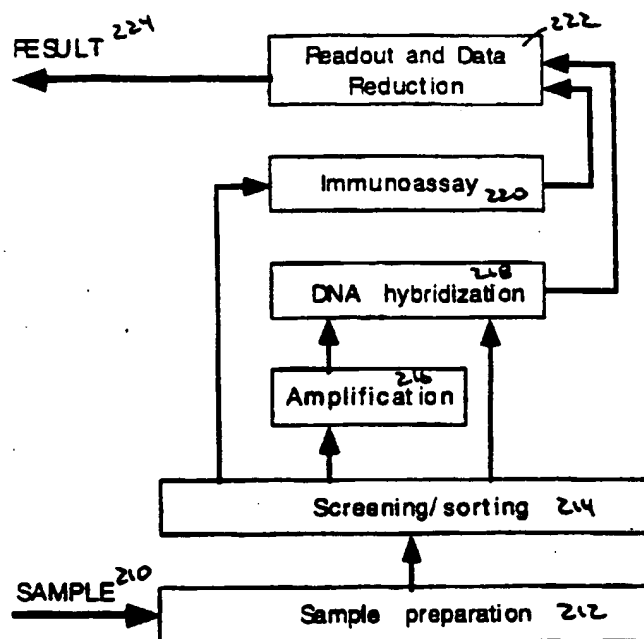 RESULT 224
222
Readout and Data
Reduction
Immunoassay 220
218
DNA hybridization
216
Amplification
Screening/sorting 214
SAMPLE 210
Sample preparation 212